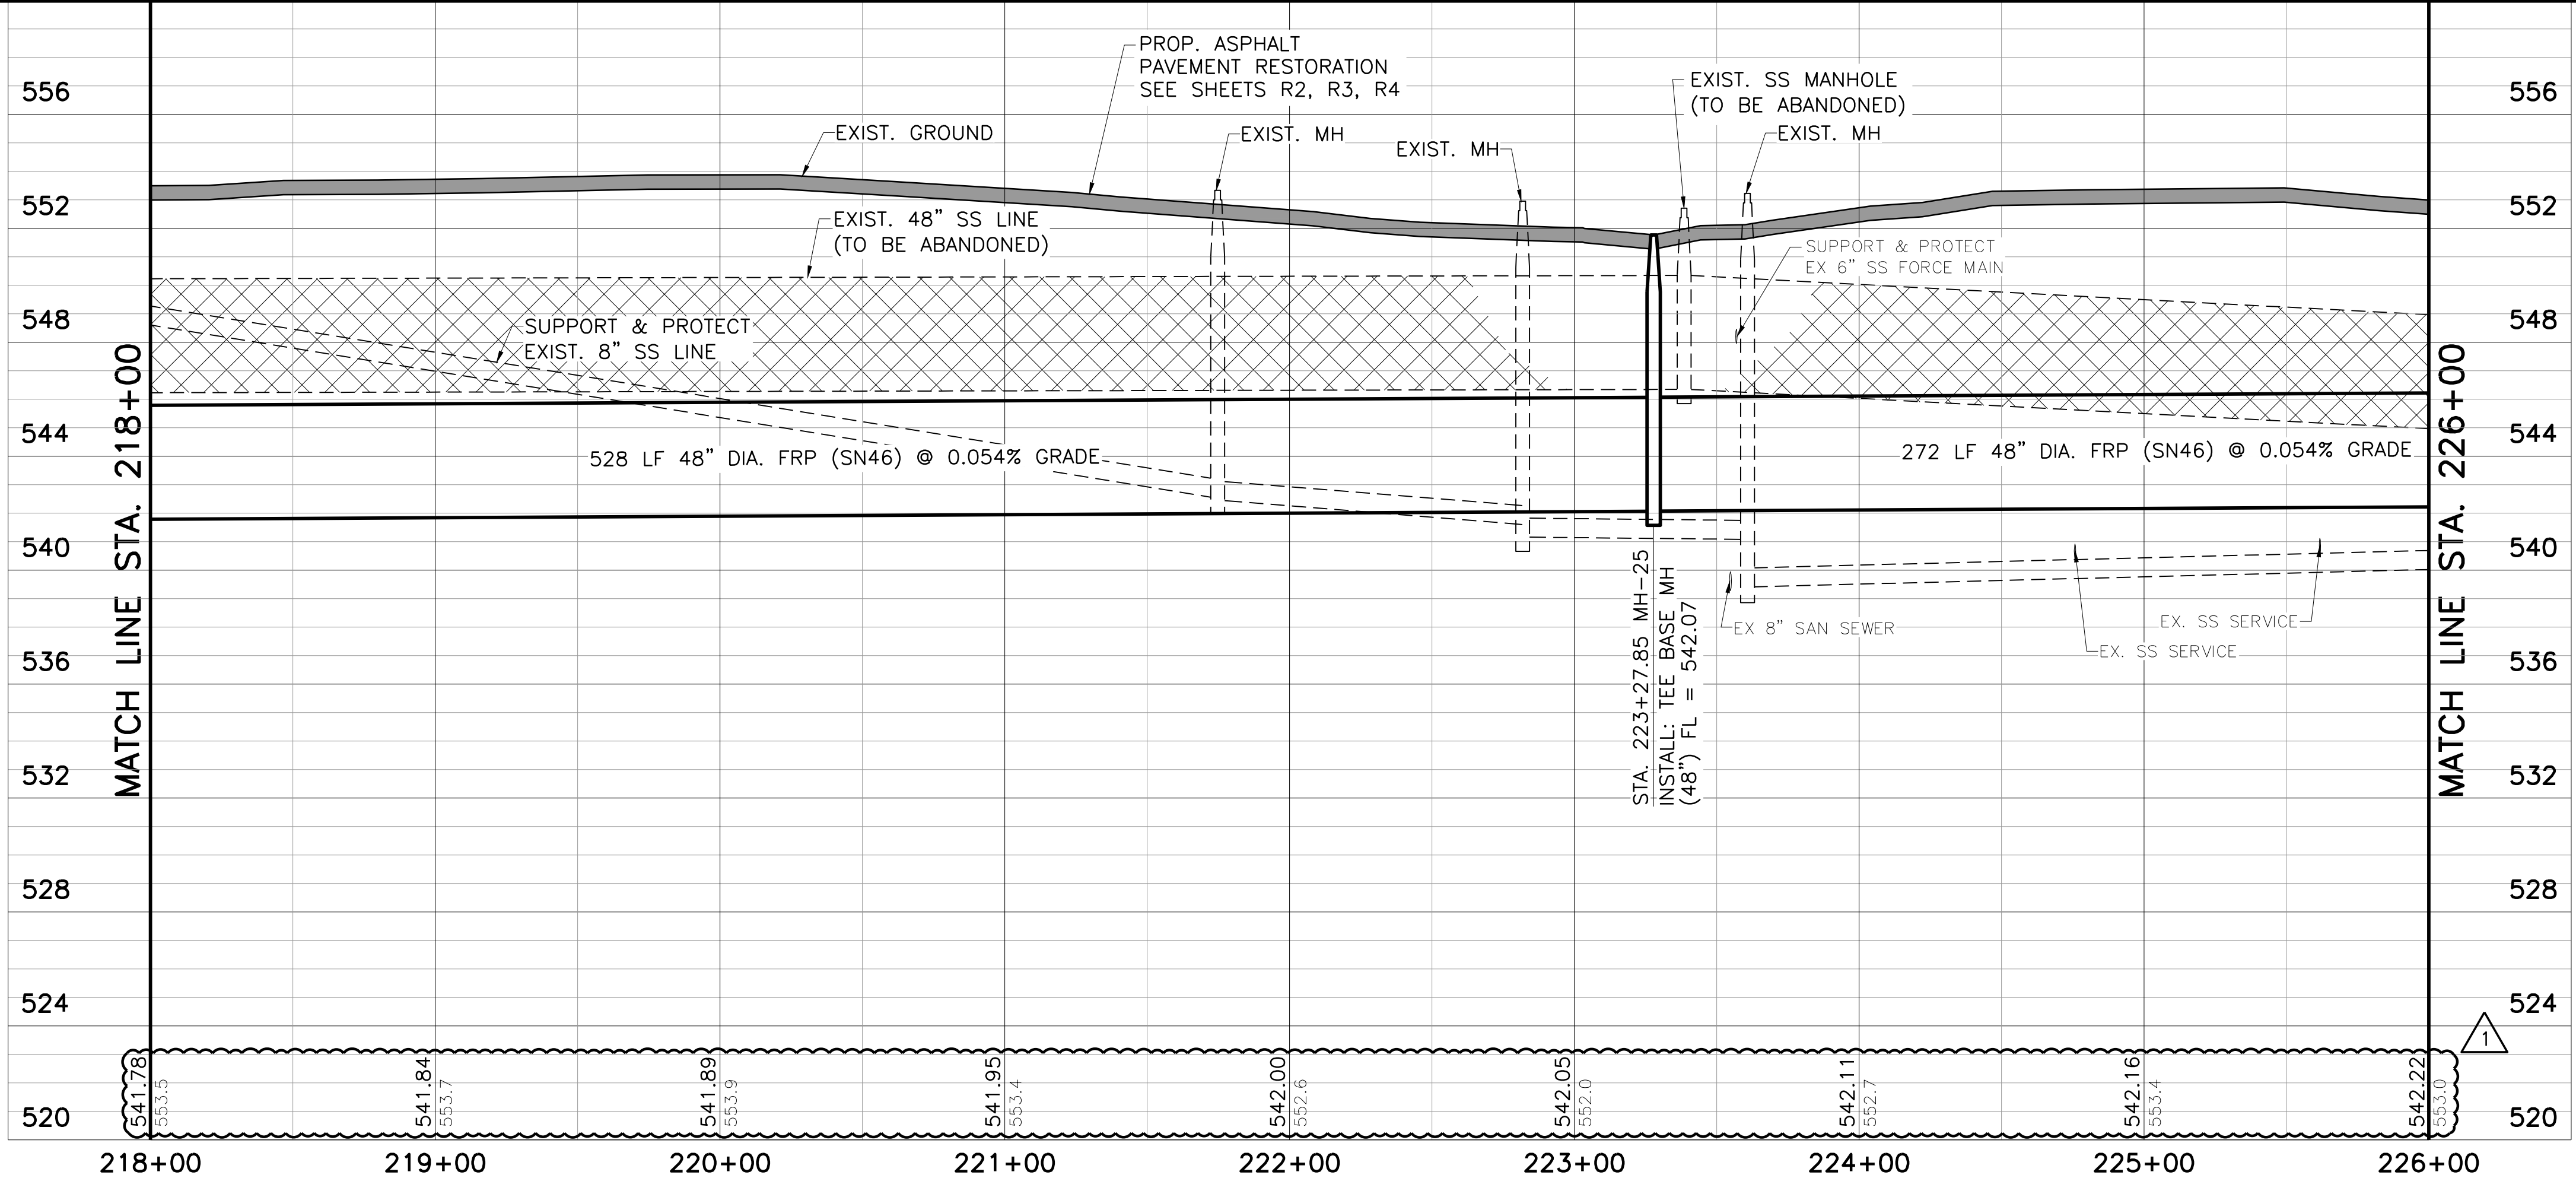 PROP. ASPHALT
PAVEMENT RESTORATION
SEE SHEETS R2, R3, R4
EXIST. SS MANHOLE
(TO BE ABANDONED)
556
556
EXIST. GROUND
EXIST. MH
EXIST. MH
EXIST. MH
552
552
EXIST. 48" SS LINE
(TO BE ABANDONED)
SUPPORT & PROTECT
EX 6" SS FORCE MAIN
548
548
SUPPORT & PROTECT
EXIST. 8" SS LINE
MATCH LINE STA. 218+00
MATCH LINE STA. 226+00
544
544
528 LF 48" DIA. FRP (SN46) @ 0.054% GRADE
272 LF 48" DIA. FRP (SN46) @ 0.054% GRADE
540
540
STA. 223+27.85 MH-25
INSTALL: TEE BASE MH
(48") FL = 542.07
EX 8" SAN SEWER
EX. SS SERVICE
EX. SS SERVICE
536
536
532
532
528
528
524
524
1
520
520
541.78
553.5
541.84
553.7
541.89
553.9
541.95
553.4
542.00
552.6
542.05
552.0
542.11
552.7
542.16
553.4
542.22
553.0
218+00
219+00
220+00
221+00
222+00
223+00
224+00
225+00
226+00